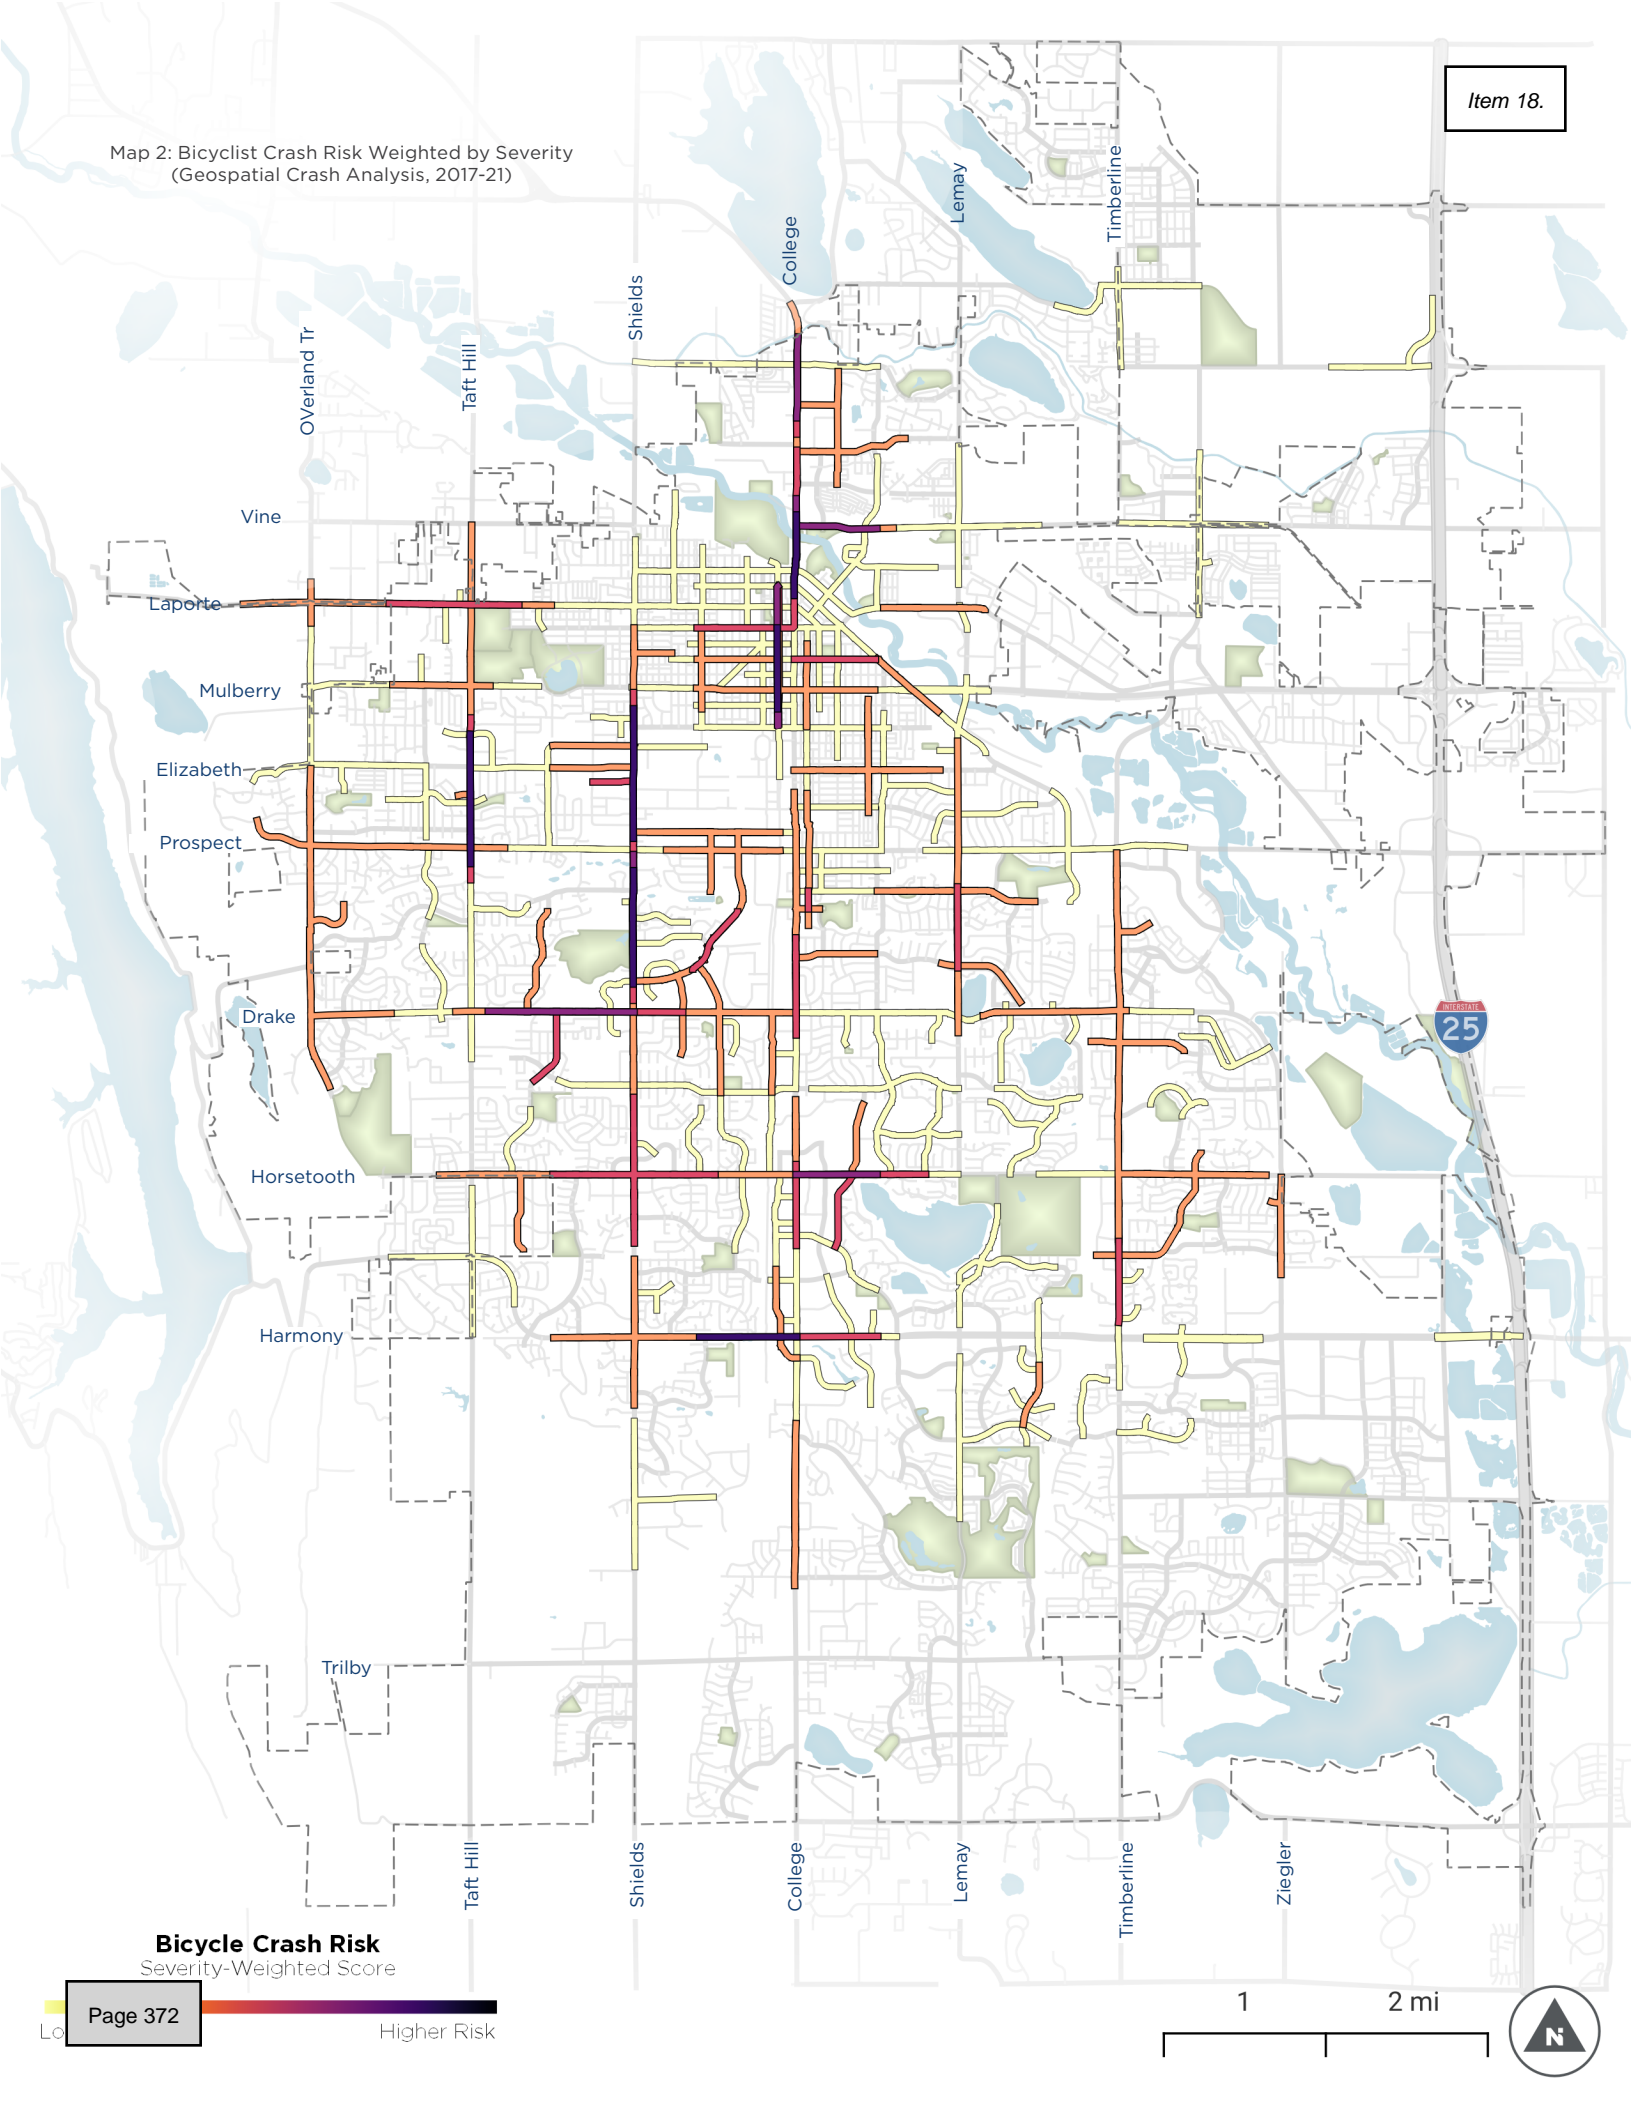 Item 18.
Map 2: Bicyclist Crash Risk Weighted by Severity
(Geospatial Crash Analysis, 2017-21)
OVerland Tr
Taft Hill
Shields
College
Lemay
Timberline
Vine
Laporte
Mulberry
Elizabeth
Prospect
Drake
INTERSTATE
25
Horsetooth
Harmony
Trilby
Taft Hill
Shields
College
Lemay
Timberline
Ziegler
Bicycle Crash Risk
Severity-Weighted Score
Page 372
Higher Risk
1 2 mi
N